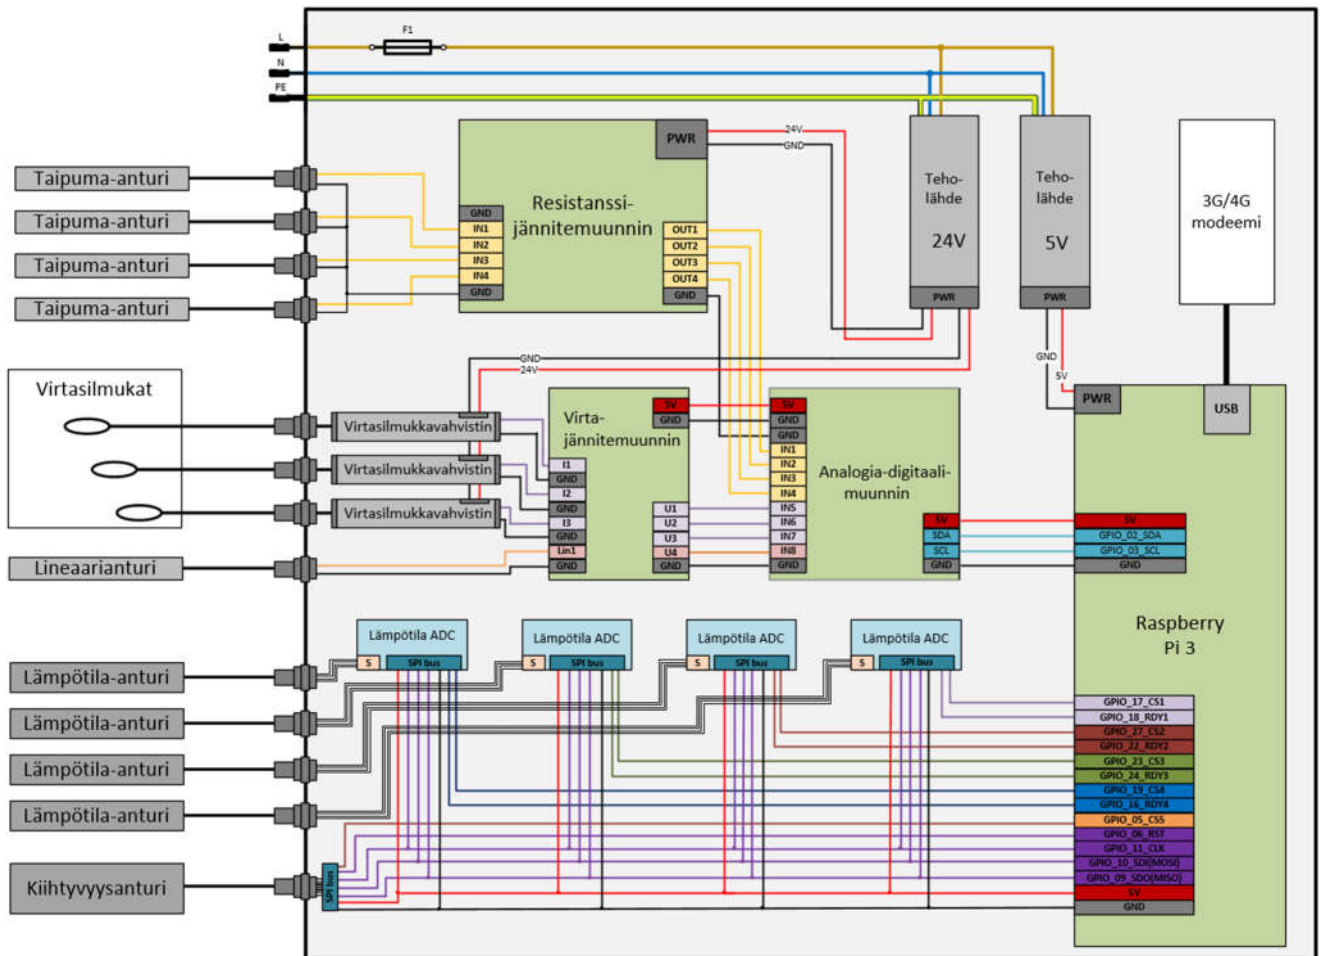 F1
L
N
PE
Taipuma-anturi
Taipuma-anturi
Taipuma-anturi
Taipuma-anturi
PWR
Resistanssi-
jännitemuunnin
GND
IN1
IN2
IN3
IN4
GND
OUT1
OUT2
OUT3
OUT4
GND
24V
GND
Teho-
lähde
24V
PWR
Teho-
lähde
5V
PWR
3G/4G
modeemi
GND
5V
GND
24V
Virtasilmukat
Virtasilmukkavahvistin
Virtasilmukkavahvistin
Virtasilmukkavahvistin
Lineaarianturi
Virta-
jännitemuunnin
5V
GND
I1
GND
I2
GND
I3
GND
Lin1
GND
U1
U2
U3
U4
GND
5V
GND
GND
IN1
IN2
IN3
IN4
IN5
IN6
IN7
IN8
GND
Analogia-digitaali-
muunnin
5V
SDA
SCL
GND
PWR
USB
5V
GPIO_02_SDA
GPIO_03_SCL
GND
Raspberry
Pi 3
Lämpötila ADC
S
SPI bus
Lämpötila ADC
S
SPI bus
Lämpötila ADC
S
SPI bus
Lämpötila ADC
S
SPI bus
Lämpötila-anturi
Lämpötila-anturi
Lämpötila-anturi
Lämpötila-anturi
Kiihtyvyysanturi
SPI bus
GPIO_17_CS1
GPIO_18_RDY1
GPIO_27_CS2
GPIO_22_RDY2
GPIO_23_CS3
GPIO_24_RDY3
GPIO_19_CS4
GPIO_16_RDY4
GPIO_05_CS5
GPIO_06_RST
GPIO_11_CLK
GPIO_10_SDI(MOSI)
GPIO_09_SDO(MISO)
5V
GND